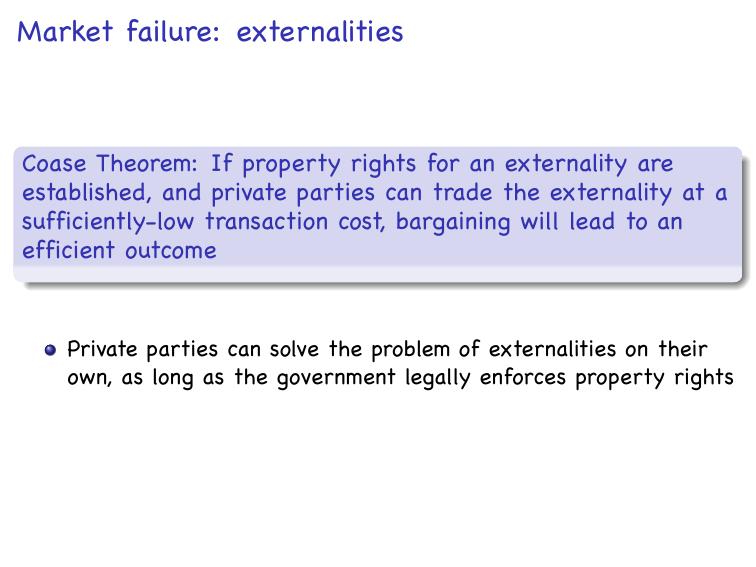 Market failure: externalities
Coase Theorem: If property rights for an externality are
established, and private parties can trade the externality at a
sufficiently-low transaction cost, bargaining will lead to an
efficient outcome
Private parties can solve the problem of externalities on their
own, as long as the government legally enforces property rights